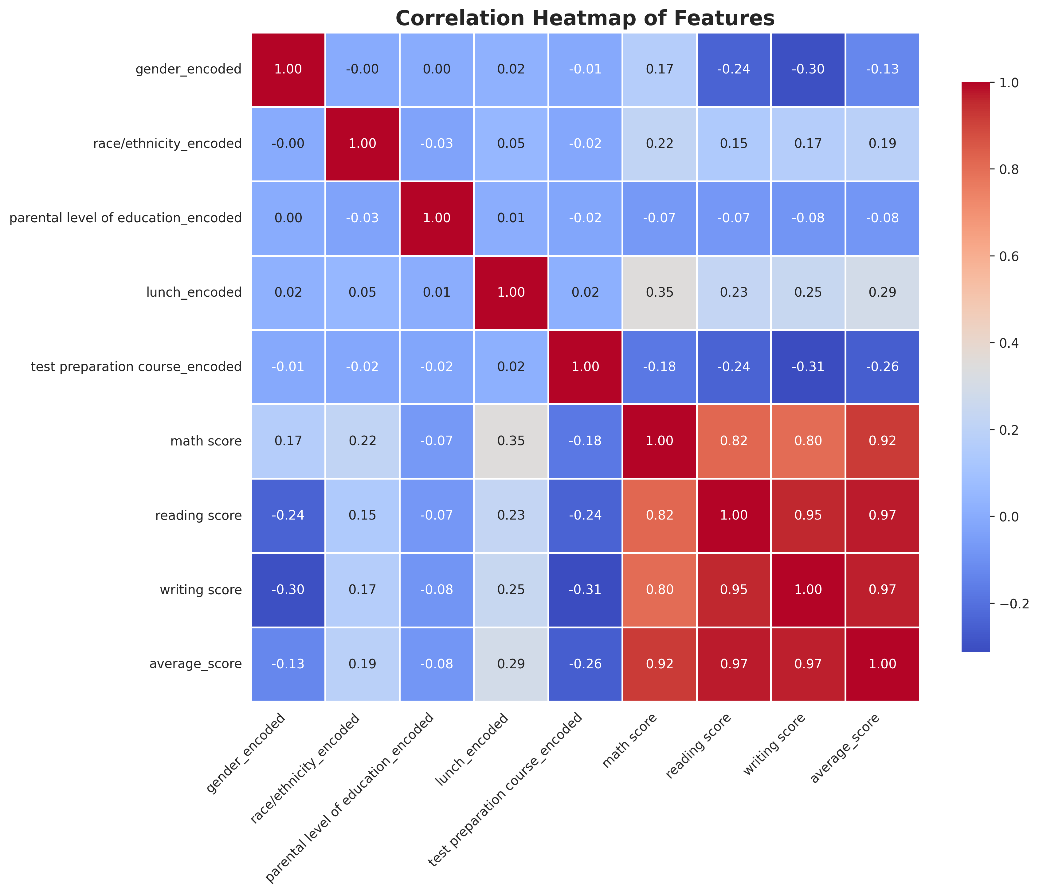 Correlation Heatmap of Features
gender_encoded 1.00 -0.00 0.00 0.02 -0.01 0.17 -0.24 -0.30 -0.13
race/ethnicity_encoded -0.00 1.00 -0.03 0.05 -0.02 0.22 0.15 0.17 0.19
parental level of education_encoded 0.00 -0.03 1.00 0.01 -0.02 -0.07 -0.07 -0.08 -0.08
lunch_encoded 0.02 0.05 0.01 1.00 0.02 0.35 0.23 0.25 0.29
test preparation course_encoded -0.01 -0.02 -0.02 0.02 1.00 -0.18 -0.24 -0.31 -0.26
math score 0.17 0.22 -0.07 0.35 -0.18 1.00 0.82 0.80 0.92
reading score -0.24 0.15 -0.07 0.23 -0.24 0.82 1.00 0.95 0.97
writing score -0.30 0.17 -0.08 0.25 -0.31 0.80 0.95 1.00 0.97
average_score -0.13 0.19 -0.08 0.29 -0.26 0.92 0.97 0.97 1.00
gender_encoded
race/ethnicity_encoded
parental level of education_encoded
lunch_encoded
test preparation course_encoded
math score
reading score
writing score
average_score
1.0
0.8
0.6
0.4
0.2
0.0
−0.2